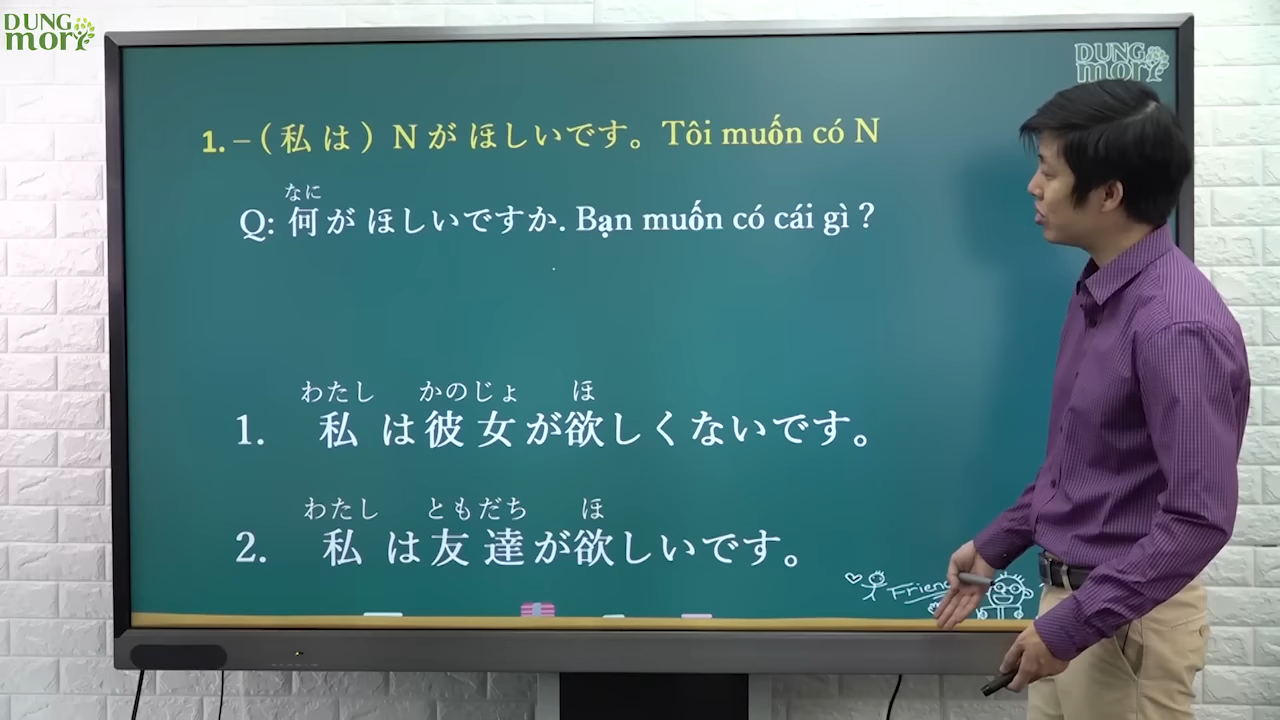 DUNG
mori
DUNG
mori
1. – ( 私 は ) N が ほしいです。Tôi muốn có N
なに
Q: 何 が ほしいですか. Bạn muốn có cái gì ?
わたし かのじょ ほ
1. 私 は 彼 女 が 欲しくないです。
わたし ともだち ほ
2. 私 は 友 達 が 欲しいです。